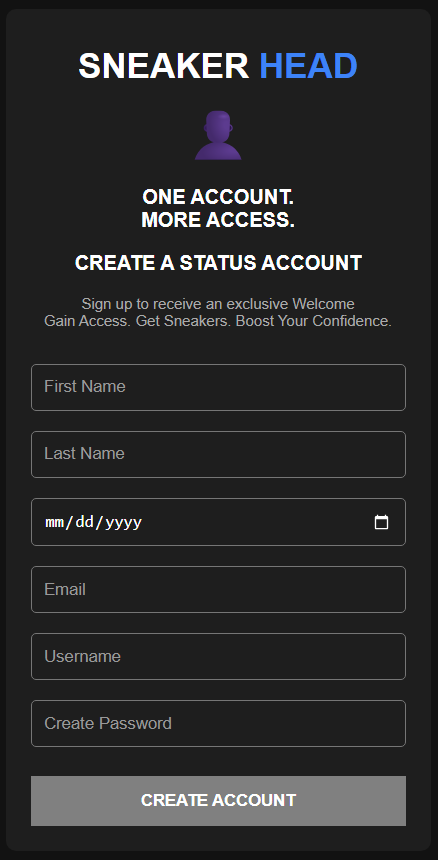 SNEAKER HEAD
ONE ACCOUNT.
MORE ACCESS.
CREATE A STATUS ACCOUNT
Sign up to receive an exclusive Welcome
Gain Access. Get Sneakers. Boost Your Confidence.
First Name
Last Name
mm/dd/yyyy
Email
Username
Create Password
CREATE ACCOUNT